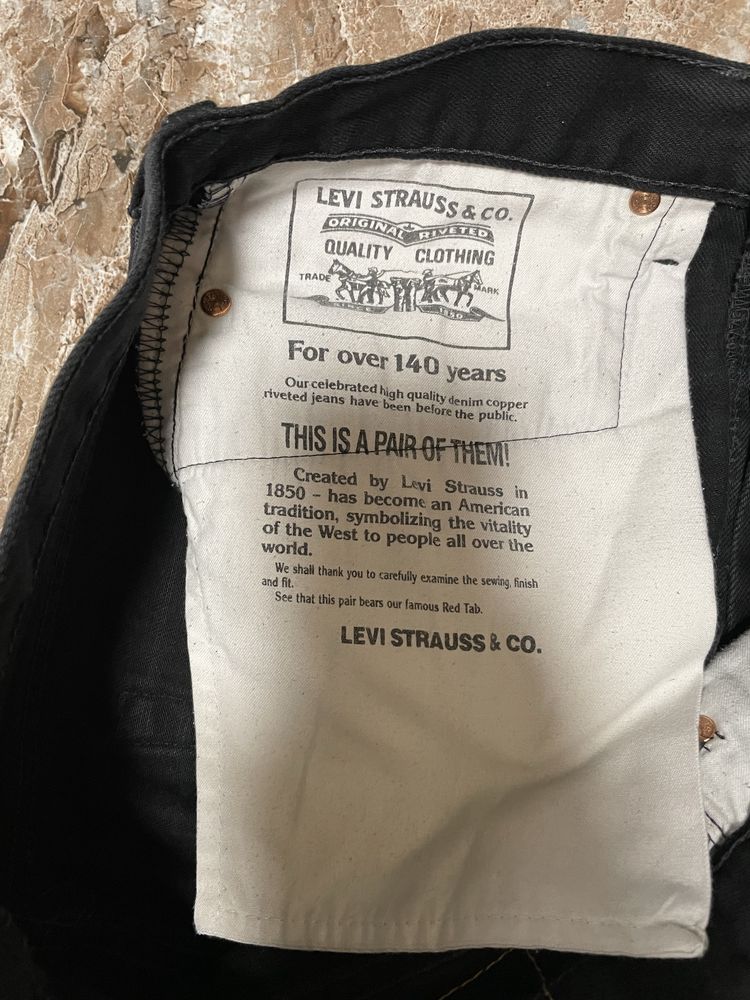 LEVI STRAUSS & CO.
ORIGINAL RIVETED
QUALITY CLOTHING
TRADE MARK
SINCE 1850
For over 140 years
Our celebrated high quality denim copper
riveted jeans have been before the public.
THIS IS A PAIR OF THEM!
Created by Levi Strauss in
1850 – has become an American
tradition, symbolizing the vitality
of the West to people all over the
world.
We shall thank you to carefully examine the sewing, finish
and fit.
See that this pair bears our famous Red Tab.
LEVI STRAUSS & CO.